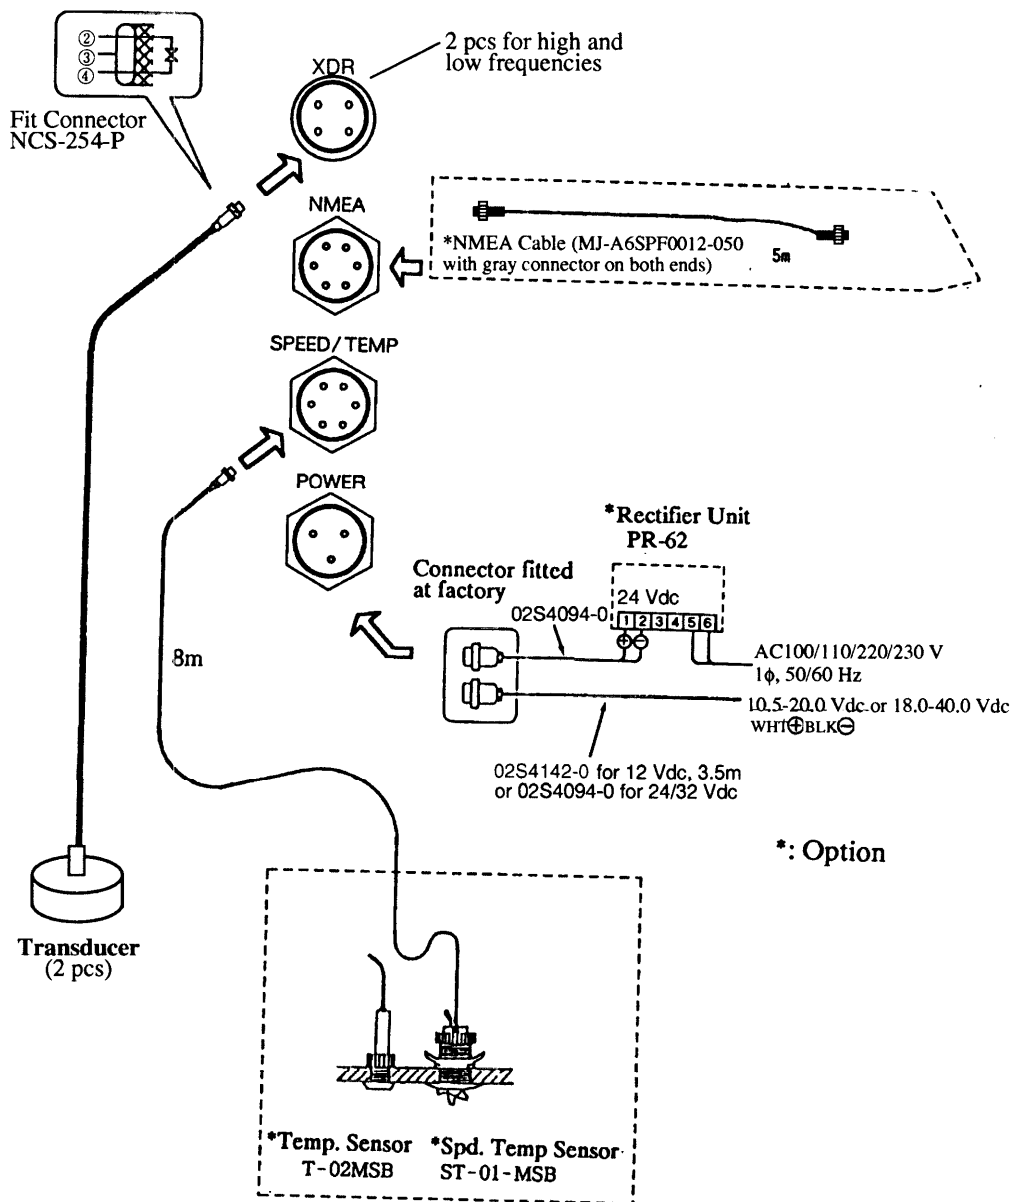 ②
③
④
Fit Connector
NCS-254-P
XDR
2 pcs for high and
low frequencies
NMEA
*NMEA Cable (MJ-A6SPF0012-050
with gray connector on both ends)
5m
SPEED/TEMP
POWER
*Rectifier Unit
PR-62
24 Vdc
1 2 3 4 5 6
⊕⊖
Connector fitted
at factory
02S4094-0
AC100/110/220/230 V
1ϕ, 50/60 Hz
10.5-20.0 Vdc or 18.0-40.0 Vdc
WHT⊕BLK⊖
02S4142-0 for 12 Vdc, 3.5m
or 02S4094-0 for 24/32 Vdc
8m
*: Option
Transducer
(2 pcs)
*Temp. Sensor
T-02MSB
*Spd. Temp Sensor
ST-01-MSB